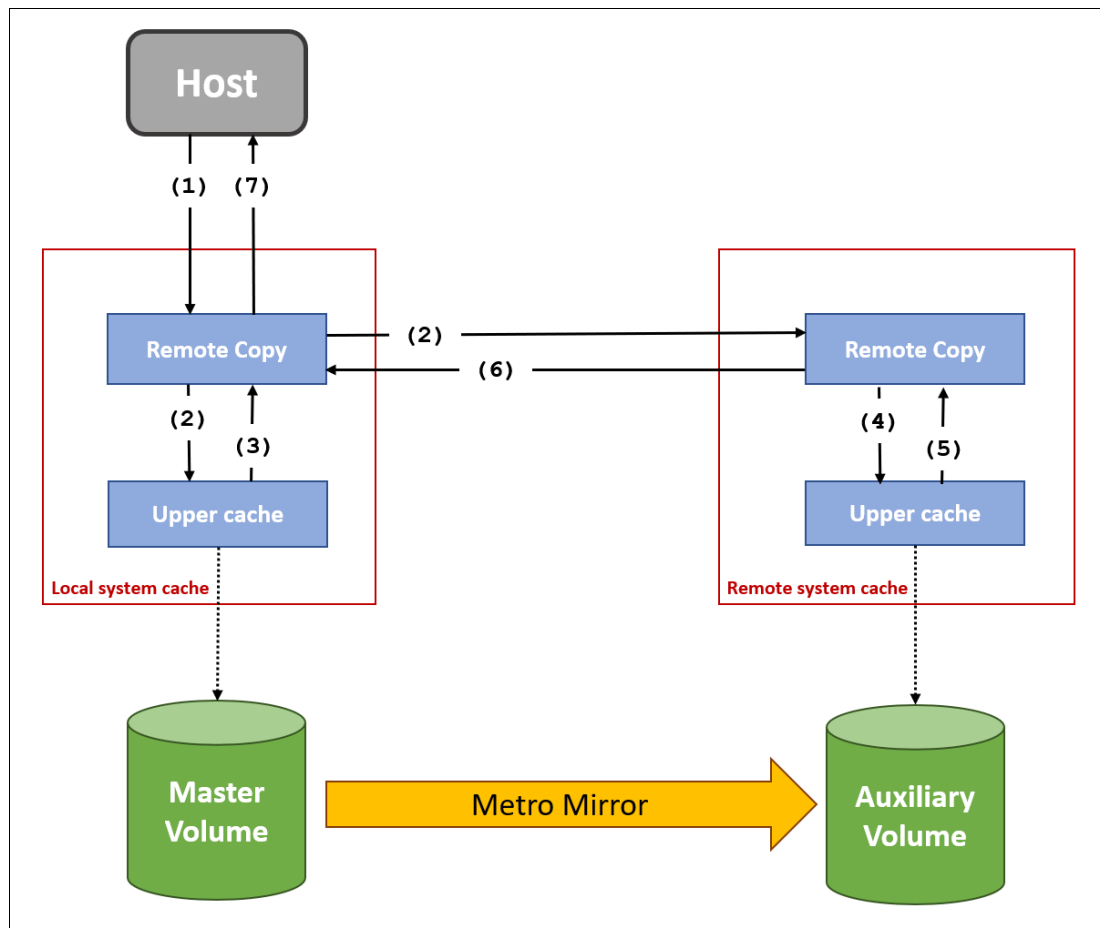 Host
(1)
(7)
Remote Copy
(2)
Remote Copy
(6)
(2)
(3)
(4)
(5)
Upper cache
Upper cache
Local system cache
Remote system cache
Master
Volume
Metro Mirror
Auxiliary
Volume